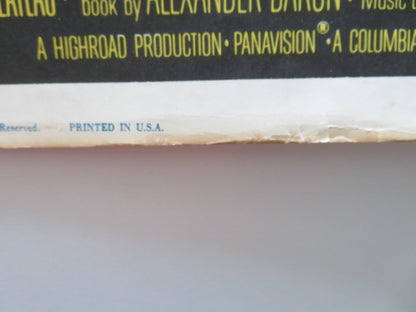 book by ALEXANDER BARON · Music
A HIGHROAD PRODUCTION · PANAVISION® · A COLUMBIA
Reserved. PRINTED IN U.S.A.